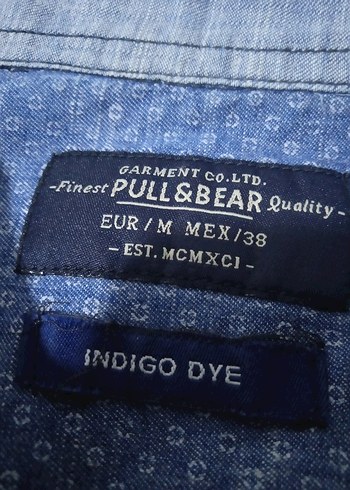 GARMENT CO.LTD.
-Finest PULL&BEAR Quality-
EUR/M MEX/38
- EST. MCMXCI -
INDIGO DYE